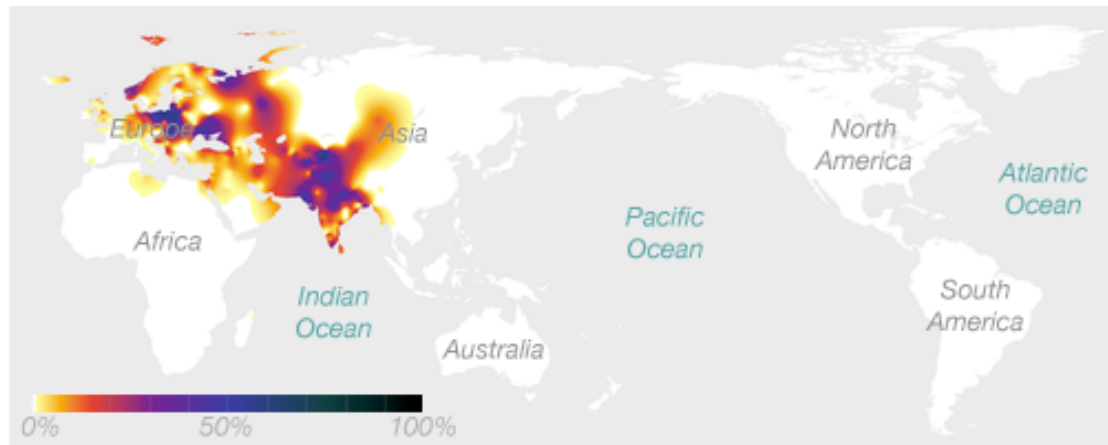 Europe
Asia
North
America
Atlantic
Ocean
Pacific
Ocean
Africa
Indian
Ocean
South
America
Australia
0%
50%
100%